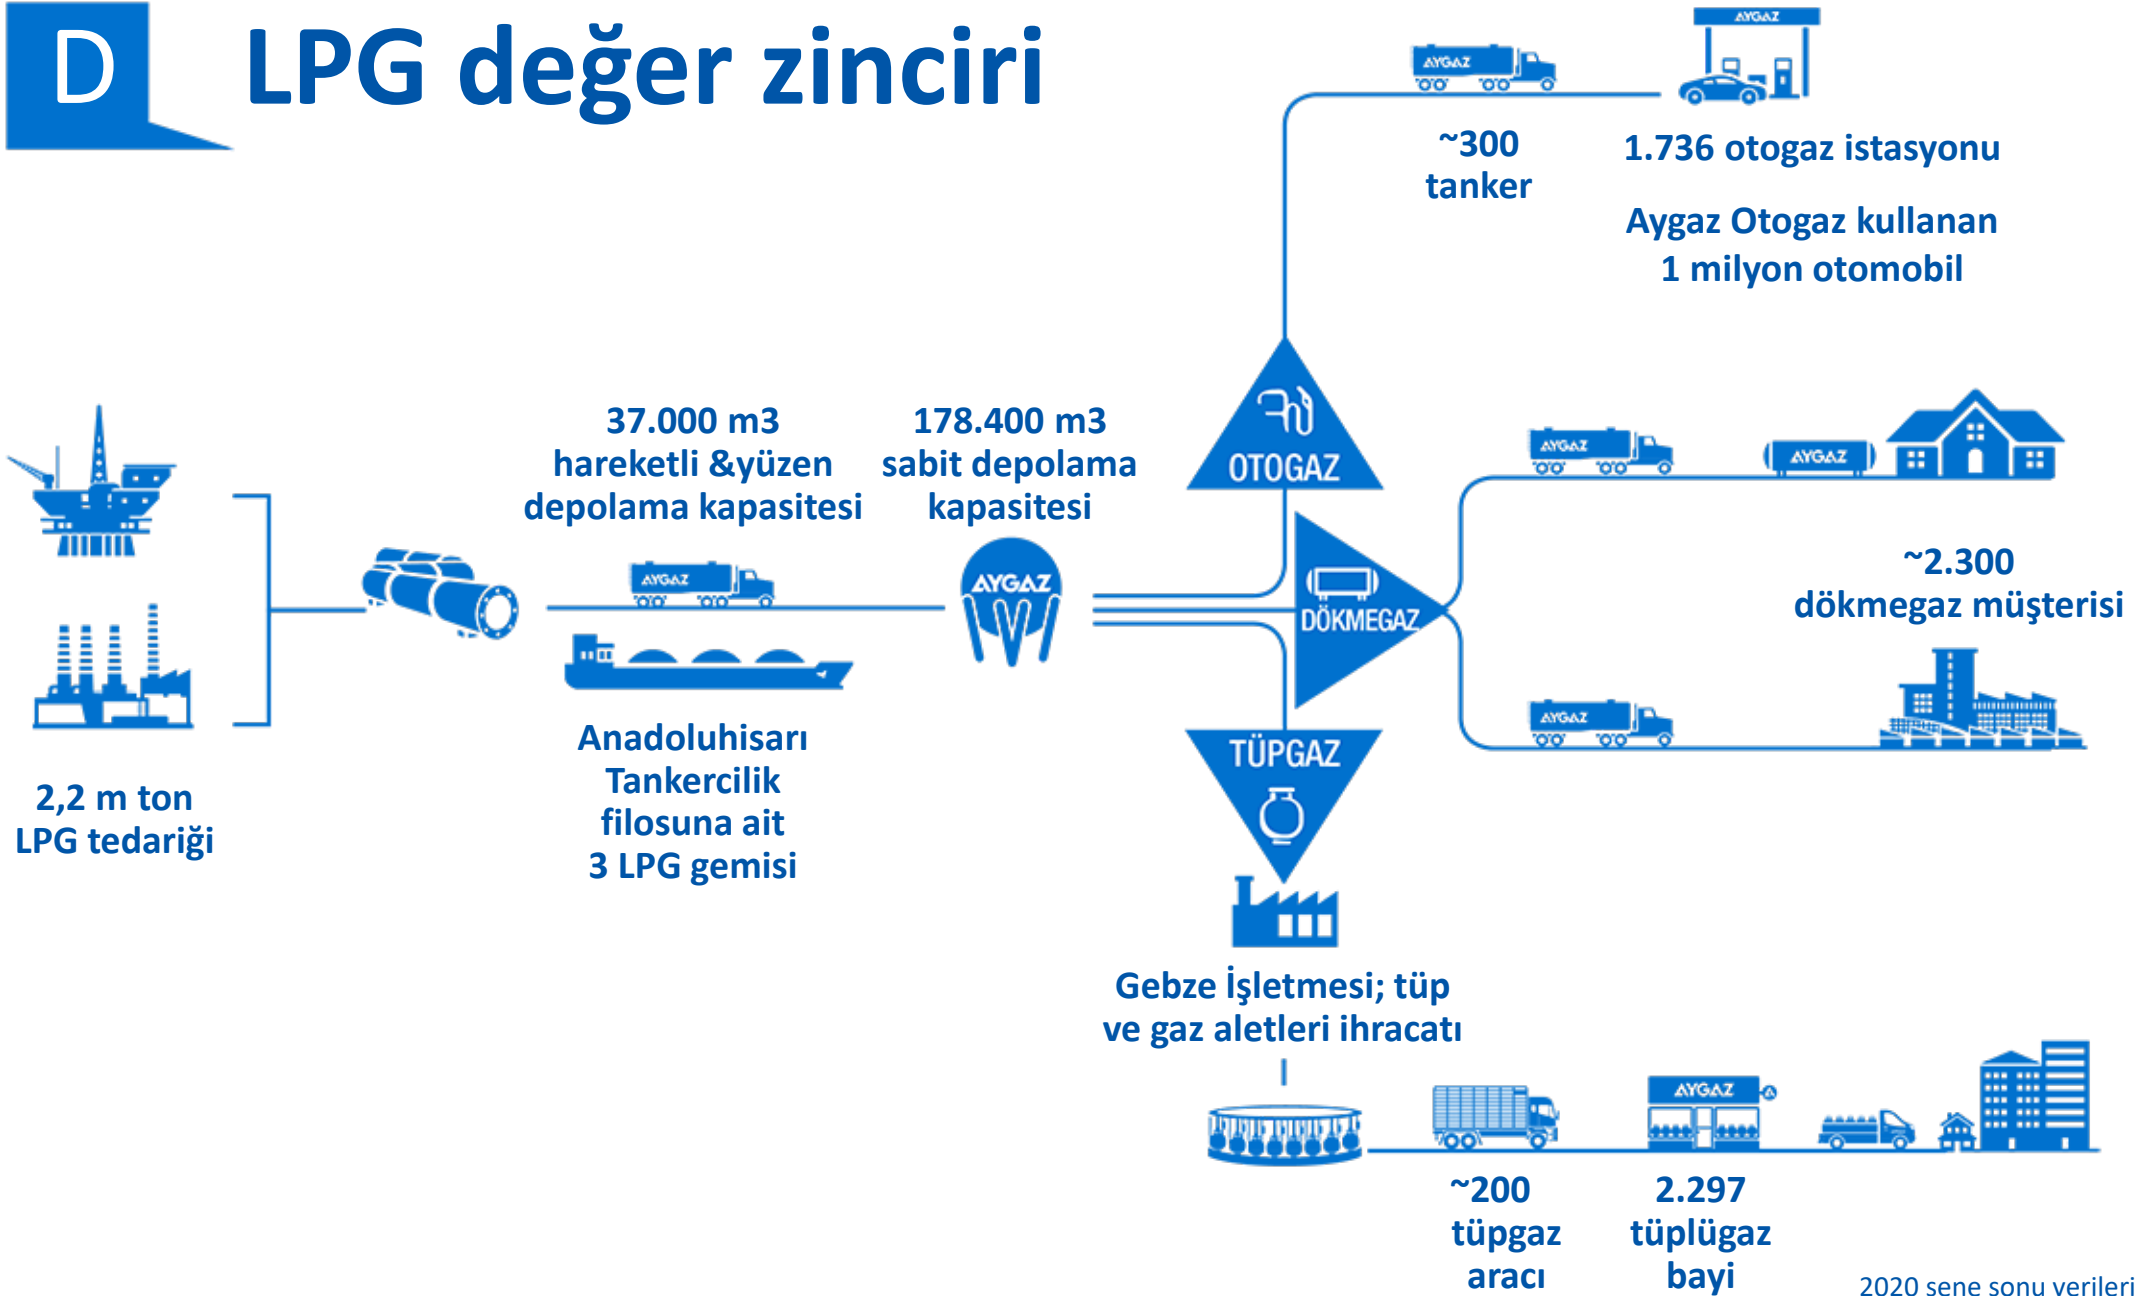 D
LPG değer zinciri
AYGAZ
AYGAZ
~300
tanker
1.736 otogaz istasyonu
Aygaz Otogaz kullanan
1 milyon otomobil
37.000 m3
hareketli &yüzen
depolama kapasitesi
178.400 m3
sabit depolama
kapasitesi
OTOGAZ
AYGAZ
AYGAZ
AYGAZ
AYGAZ
DÖKMEGAZ
~2.300
dökmegaz müşterisi
AYGAZ
2,2 m ton
LPG tedariği
Anadoluhisarı
Tankercilik
filosuna ait
3 LPG gemisi
TÜPGAZ
Gebze İşletmesi; tüp
ve gaz aletleri ihracatı
AYGAZ
~200
tüpgaz
aracı
2.297
tüplügaz
bayi
2020 sene sonu verileri